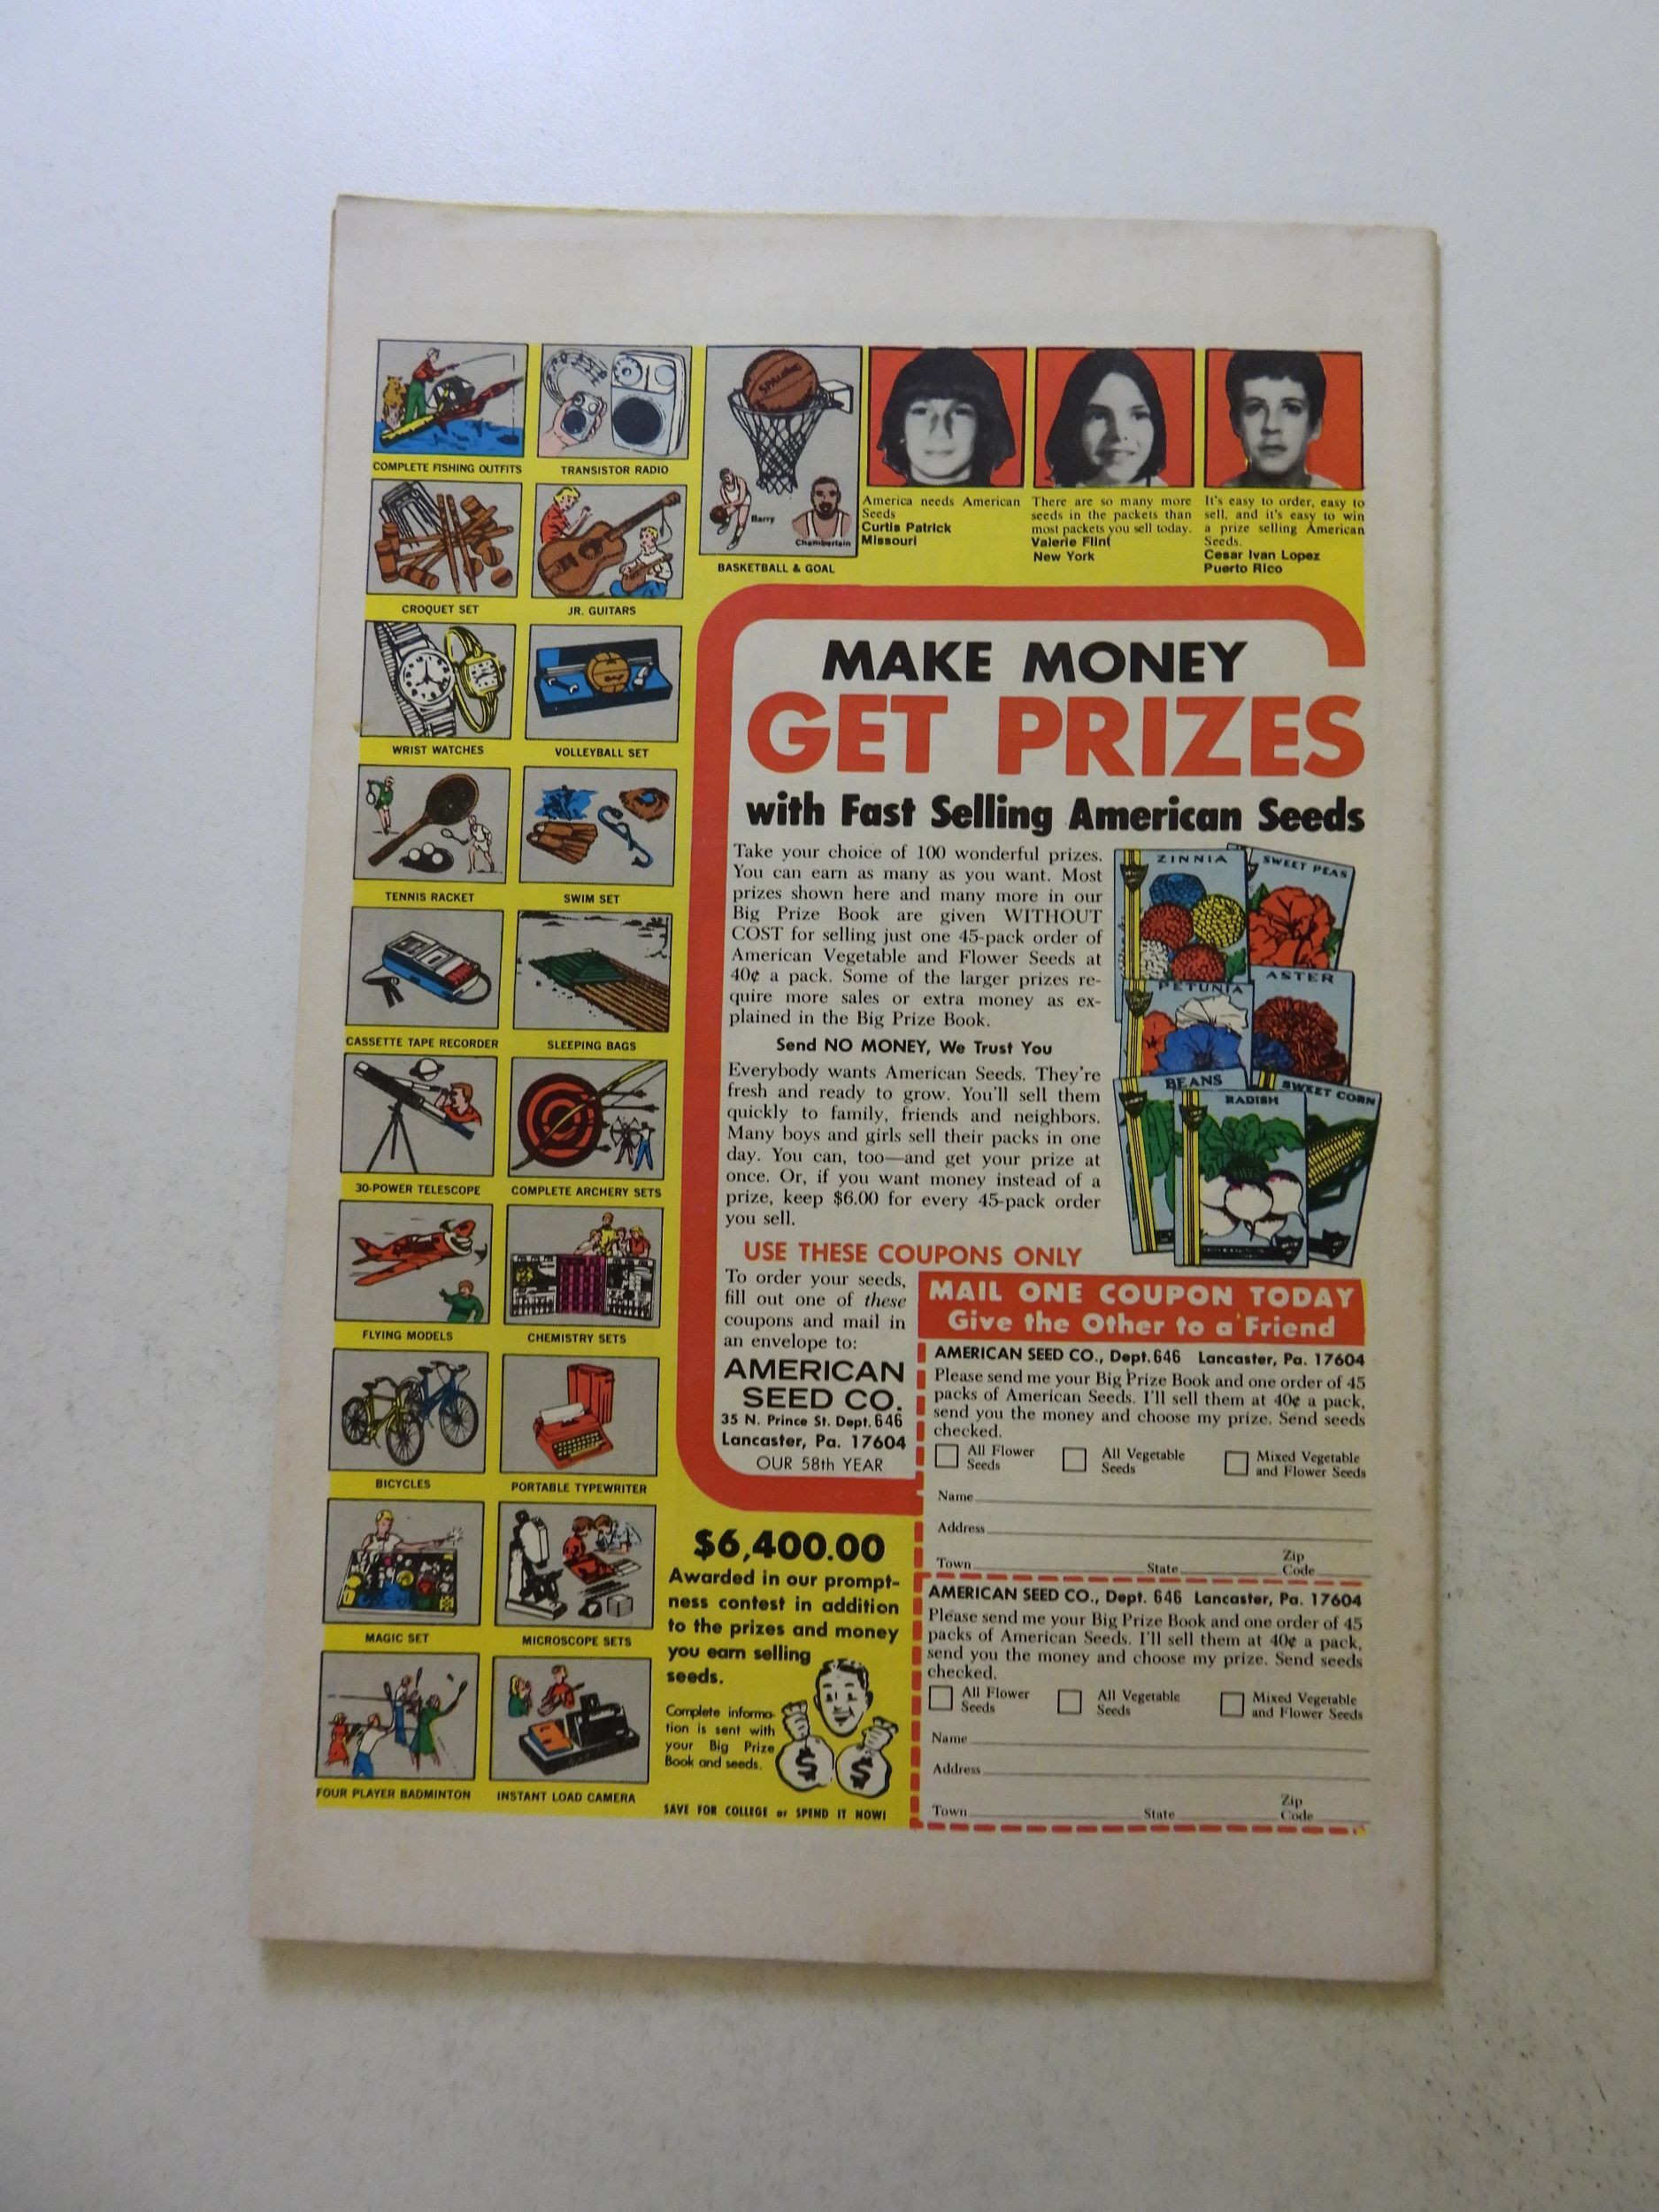 COMPLETE FISHING OUTFITS
TRANSISTOR RADIO
CROQUET SET
JR. GUITARS
WRIST WATCHES
VOLLEYBALL SET
TENNIS RACKET
SWIM SET
CASSETTE TAPE RECORDER
SLEEPING BAGS
30-POWER TELESCOPE
COMPLETE ARCHERY SETS
FLYING MODELS
CHEMISTRY SETS
BICYCLES
PORTABLE TYPEWRITER
MAGIC SET
MICROSCOPE SETS
FOUR PLAYER BADMINTON
INSTANT LOAD CAMERA
SPALDING
Barry
Chamberlain
BASKETBALL & GOAL
America needs American
Seeds
Curtis Patrick
Missouri
There are so many more
seeds in the packets than
most packets you sell today.
Valerie Flint
New York
It's easy to order, easy to
sell, and it's easy to win
a prize selling American
Seeds.
Cesar Ivan Lopez
Puerto Rico
MAKE MONEY
GET PRIZES
with Fast Selling American Seeds
Take your choice of 100 wonderful prizes.
You can earn as many as you want. Most
prizes shown here and many more in our
Big Prize Book are given WITHOUT
COST for selling just one 45-pack order of
American Vegetable and Flower Seeds at
40¢ a pack. Some of the larger prizes re-
quire more sales or extra money as ex-
plained in the Big Prize Book.
Send NO MONEY, We Trust You
Everybody wants American Seeds. They're
fresh and ready to grow. You'll sell them
quickly to family, friends and neighbors.
Many boys and girls sell their packs in one
day. You can, too—and get your prize at
once. Or, if you want money instead of a
prize, keep $6.00 for every 45-pack order
you sell.
ZINNIA
SWEET PEAS
PETUNIA
ASTER
BEANS
RADISH
SWEET CORN
USE THESE COUPONS ONLY
To order your seeds,
fill out one of these
coupons and mail in
an envelope to:
AMERICAN
SEED CO.
35 N. Prince St. Dept. 646
Lancaster, Pa. 17604
OUR 58th YEAR
MAIL ONE COUPON TODAY
Give the Other to a Friend
AMERICAN SEED CO., Dept. 646 Lancaster, Pa. 17604
Please send me your Big Prize Book and one order of 45
packs of American Seeds. I'll sell them at 40¢ a pack,
send you the money and choose my prize. Send seeds
checked.
All Flower
Seeds
All Vegetable
Seeds
Mixed Vegetable
and Flower Seeds
Name
Address
Town State Zip
Code
AMERICAN SEED CO., Dept. 646 Lancaster, Pa. 17604
Please send me your Big Prize Book and one order of 45
packs of American Seeds. I'll sell them at 40¢ a pack,
send you the money and choose my prize. Send seeds
checked.
All Flower
Seeds
All Vegetable
Seeds
Mixed Vegetable
and Flower Seeds
Name
Address
Town State Zip
Code
$6,400.00
Awarded in our prompt-
ness contest in addition
to the prizes and money
you earn selling
seeds.
Complete informa-
tion is sent with
your Big Prize
Book and seeds.
$ $
SAVE FOR COLLEGE or SPEND IT NOW!